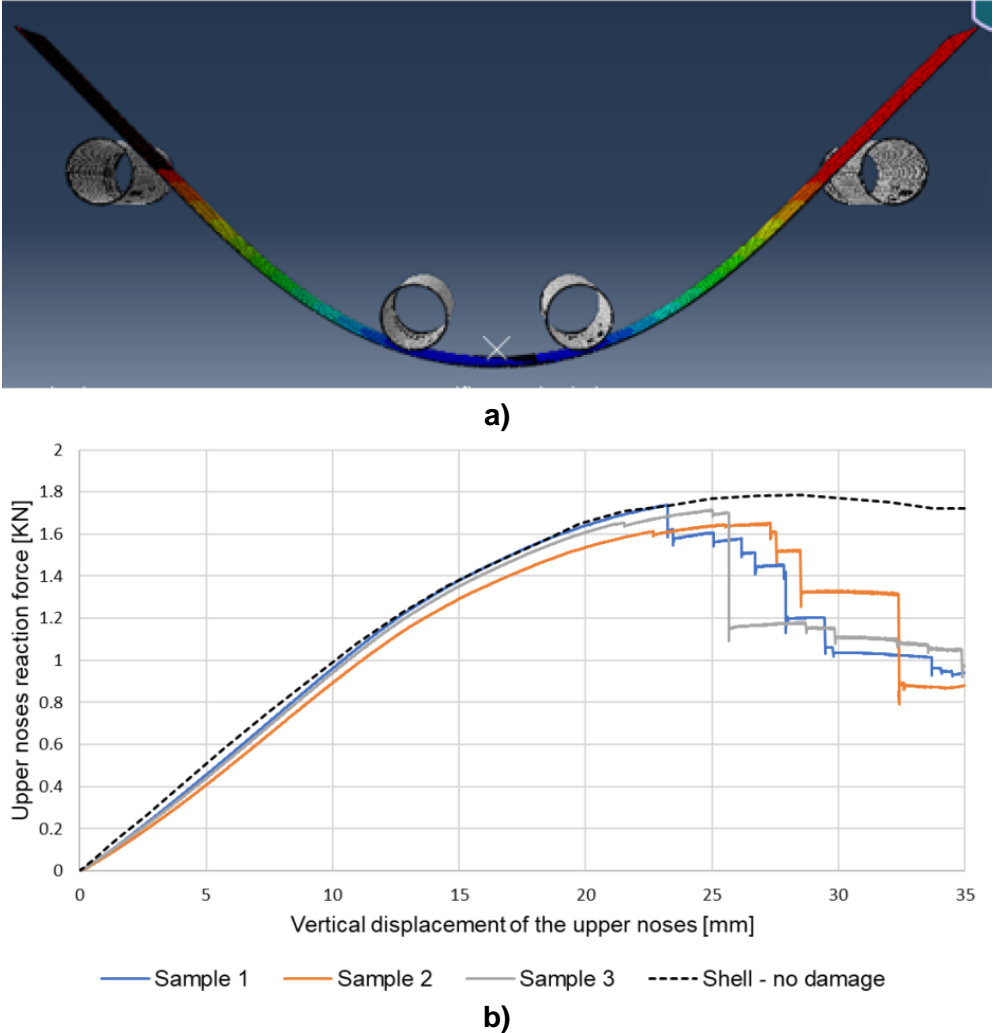 a)
Upper noses reaction force [KN]
2
1.8
1.6
1.4
1.2
1
0.8
0.6
0.4
0.2
0
0 5 10 15 20 25 30 35
Vertical displacement of the upper noses [mm]
Sample 1 Sample 2 Sample 3 Shell - no damage
b)